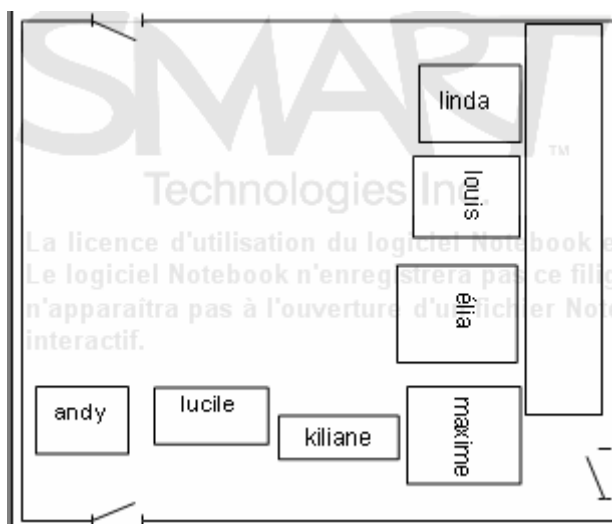 SMART
TM
Technologies Inc.
La licence d'utilisation du logiciel Notebook e
Le logiciel Notebook n'enregistrera pas ce filig
n'apparaîtra pas à l'ouverture d'un fichier Note
interactif.
linda
louis
élia
andy
lucile
kiliane
maxime